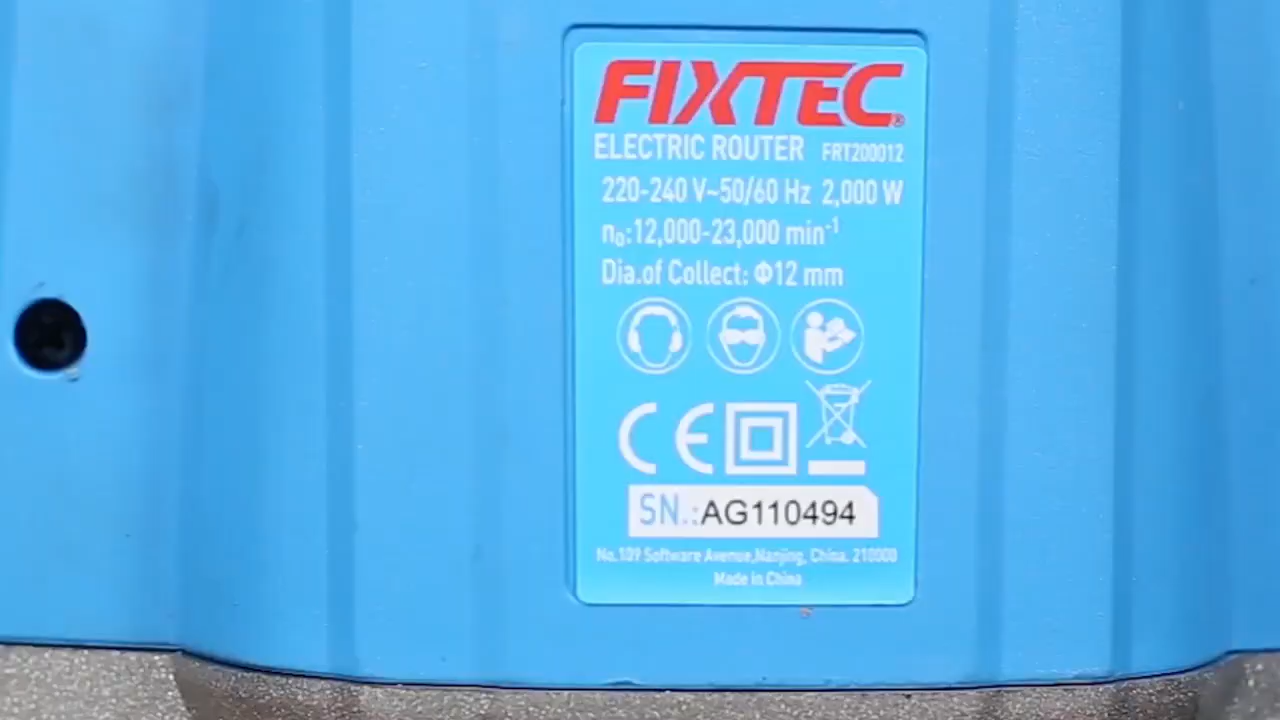 FIXTEC®
ELECTRIC ROUTER FRT200012
220-240 V~50/60 Hz 2,000 W
n₀:12,000-23,000 min⁻¹
Dia.of Collect: Φ12 mm
CE
SN.:AG110494
No.109 Software Avenue,Nanjing, China. 210000
Made in China